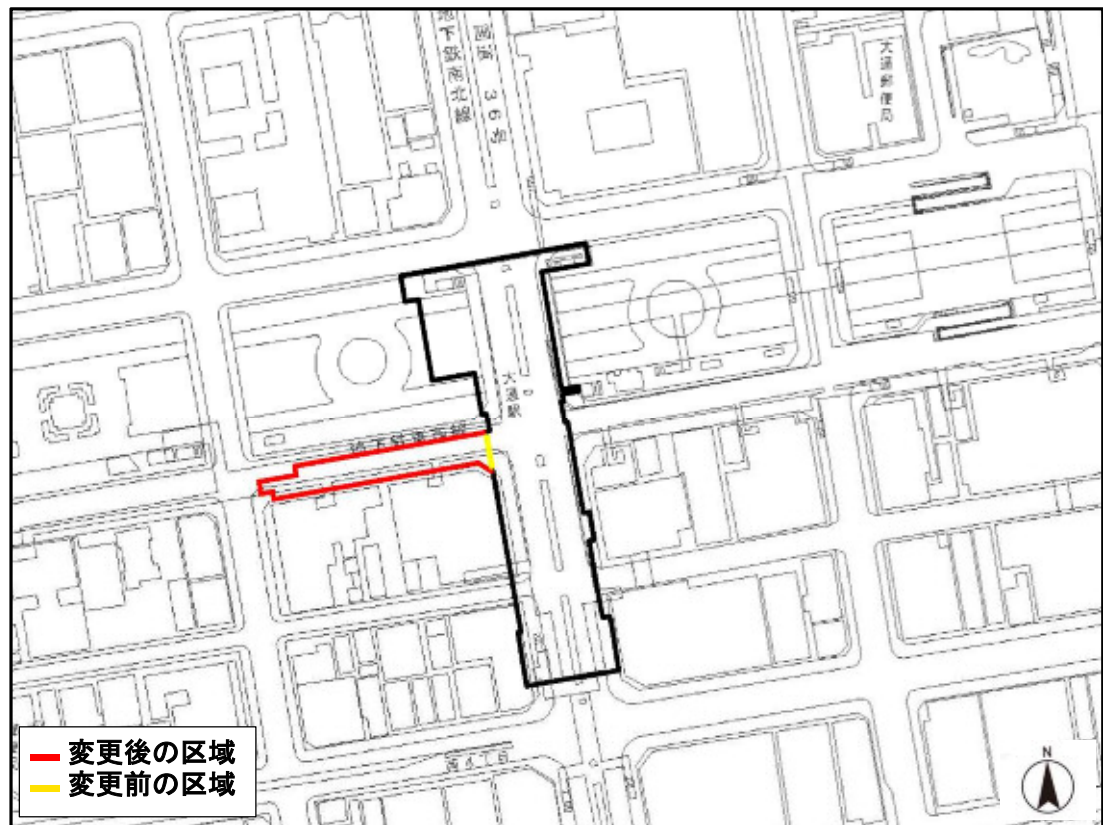 地下鉄南北線
国道 36号
大通郵便局
大通駅
地下鉄東西線
南4丁目
N
変更後の区域
変更前の区域